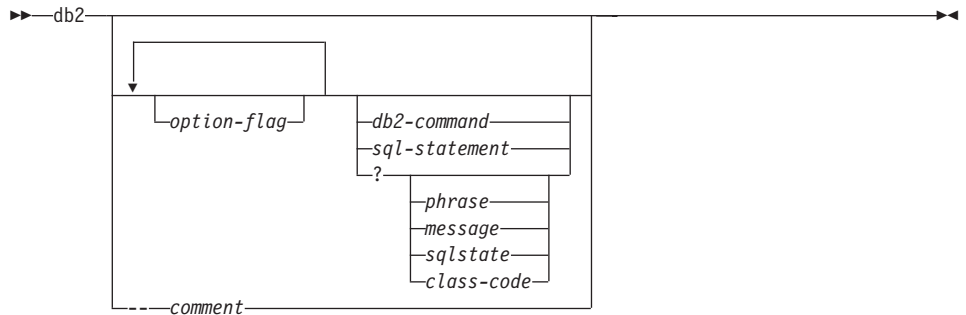 db2
option-flag
db2-command
sql-statement
?
phrase
message
sqlstate
class-code
-- comment